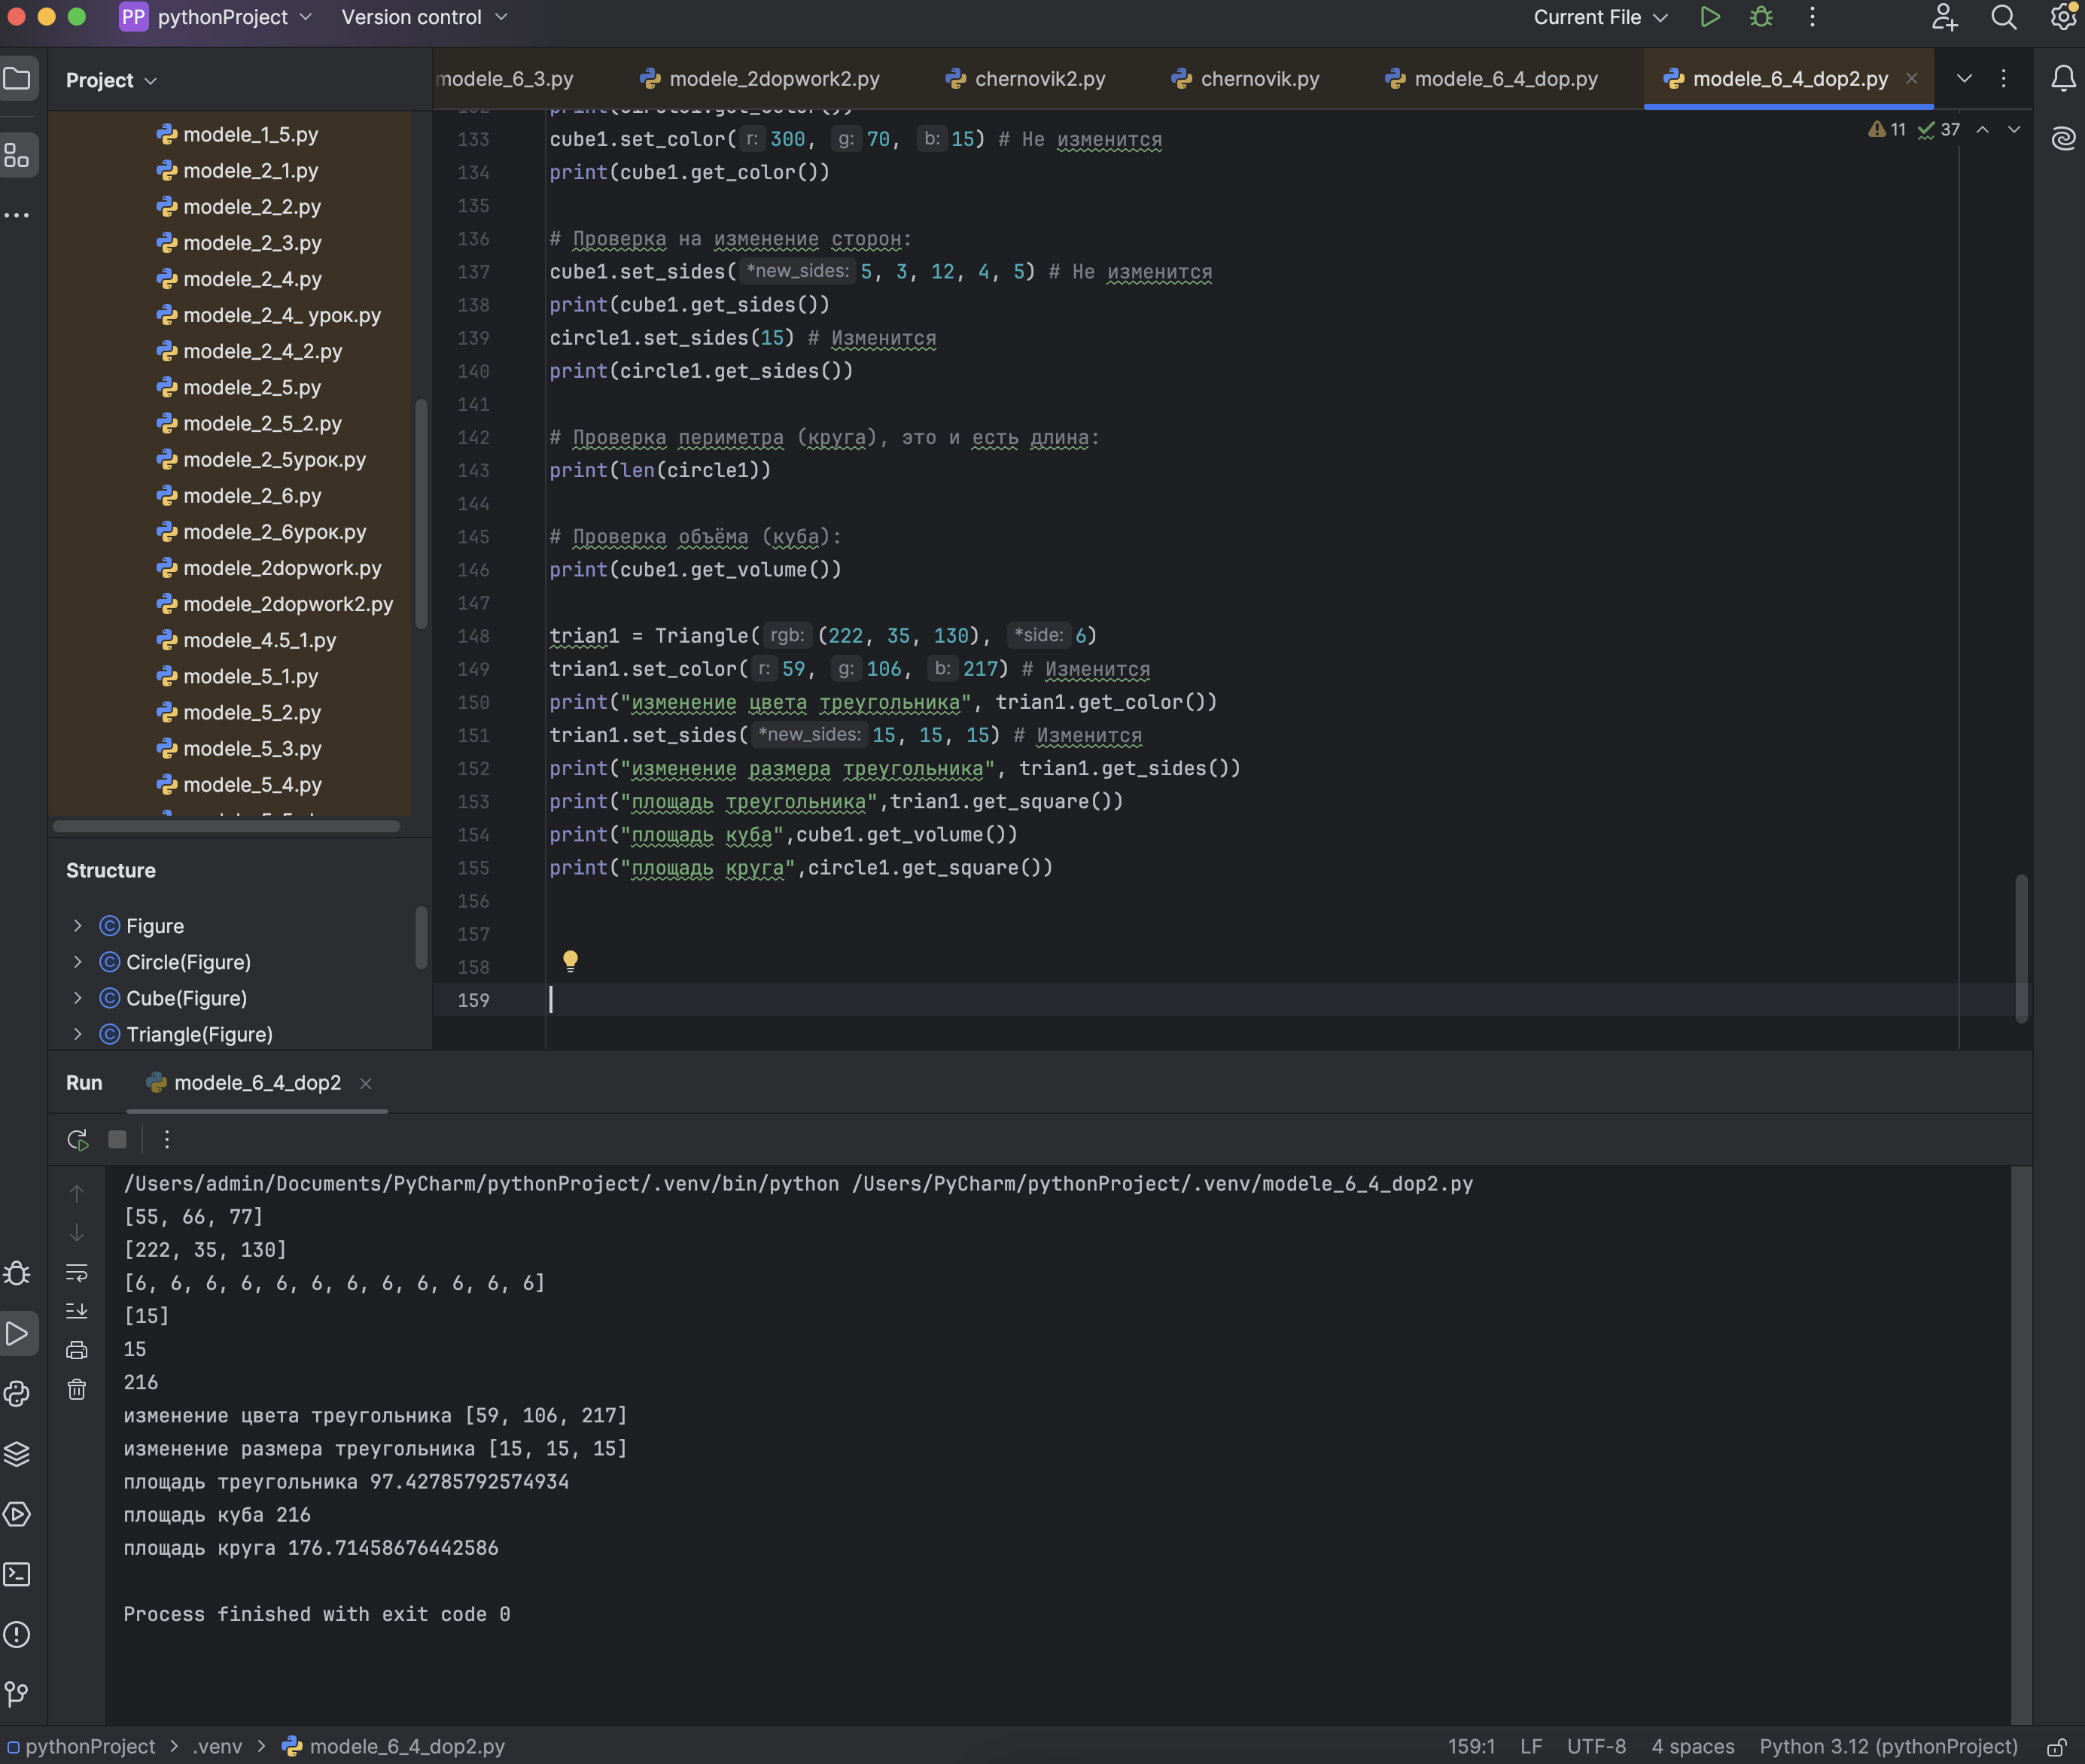 PP pythonProject Version control Current File
Project
modele_6_3.py modele_2dopwork2.py chernovik2.py chernovik.py modele_6_4_dop.py modele_6_4_dop2.py
11 37
modele_1_5.py
modele_2_1.py
modele_2_2.py
modele_2_3.py
modele_2_4.py
modele_2_4_ урок.py
modele_2_4_2.py
modele_2_5.py
modele_2_5_2.py
modele_2_5урок.py
modele_2_6.py
modele_2_6урок.py
modele_2dopwork.py
modele_2dopwork2.py
modele_4.5_1.py
modele_5_1.py
modele_5_2.py
modele_5_3.py
modele_5_4.py
Structure
Figure
Circle(Figure)
Cube(Figure)
Triangle(Figure)
132 print(circle1.get_color())
133 cube1.set_color( r: 300, g: 70, b: 15) # Не изменится
134 print(cube1.get_color())
135
136 # Проверка на изменение сторон:
137 cube1.set_sides( *new_sides: 5, 3, 12, 4, 5) # Не изменится
138 print(cube1.get_sides())
139 circle1.set_sides(15) # Изменится
140 print(circle1.get_sides())
141
142 # Проверка периметра (круга), это и есть длина:
143 print(len(circle1))
144
145 # Проверка объёма (куба):
146 print(cube1.get_volume())
147
148 trian1 = Triangle( rgb: (222, 35, 130), *side: 6)
149 trian1.set_color( r: 59, g: 106, b: 217) # Изменится
150 print("изменение цвета треугольника", trian1.get_color())
151 trian1.set_sides( *new_sides: 15, 15, 15) # Изменится
152 print("изменение размера треугольника", trian1.get_sides())
153 print("площадь треугольника",trian1.get_square())
154 print("площадь куба",cube1.get_volume())
155 print("площадь круга",circle1.get_square())
156
157
158
159
Run modele_6_4_dop2
/Users/admin/Documents/PyCharm/pythonProject/.venv/bin/python /Users/PyCharm/pythonProject/.venv/modele_6_4_dop2.py
[55, 66, 77]
[222, 35, 130]
[6, 6, 6, 6, 6, 6, 6, 6, 6, 6, 6, 6]
[15]
15
216
изменение цвета треугольника [59, 106, 217]
изменение размера треугольника [15, 15, 15]
площадь треугольника 97.42785792574934
площадь куба 216
площадь круга 176.71458676442586
Process finished with exit code 0
pythonProject > .venv > modele_6_4_dop2.py 159:1 LF UTF-8 4 spaces Python 3.12 (pythonProject)